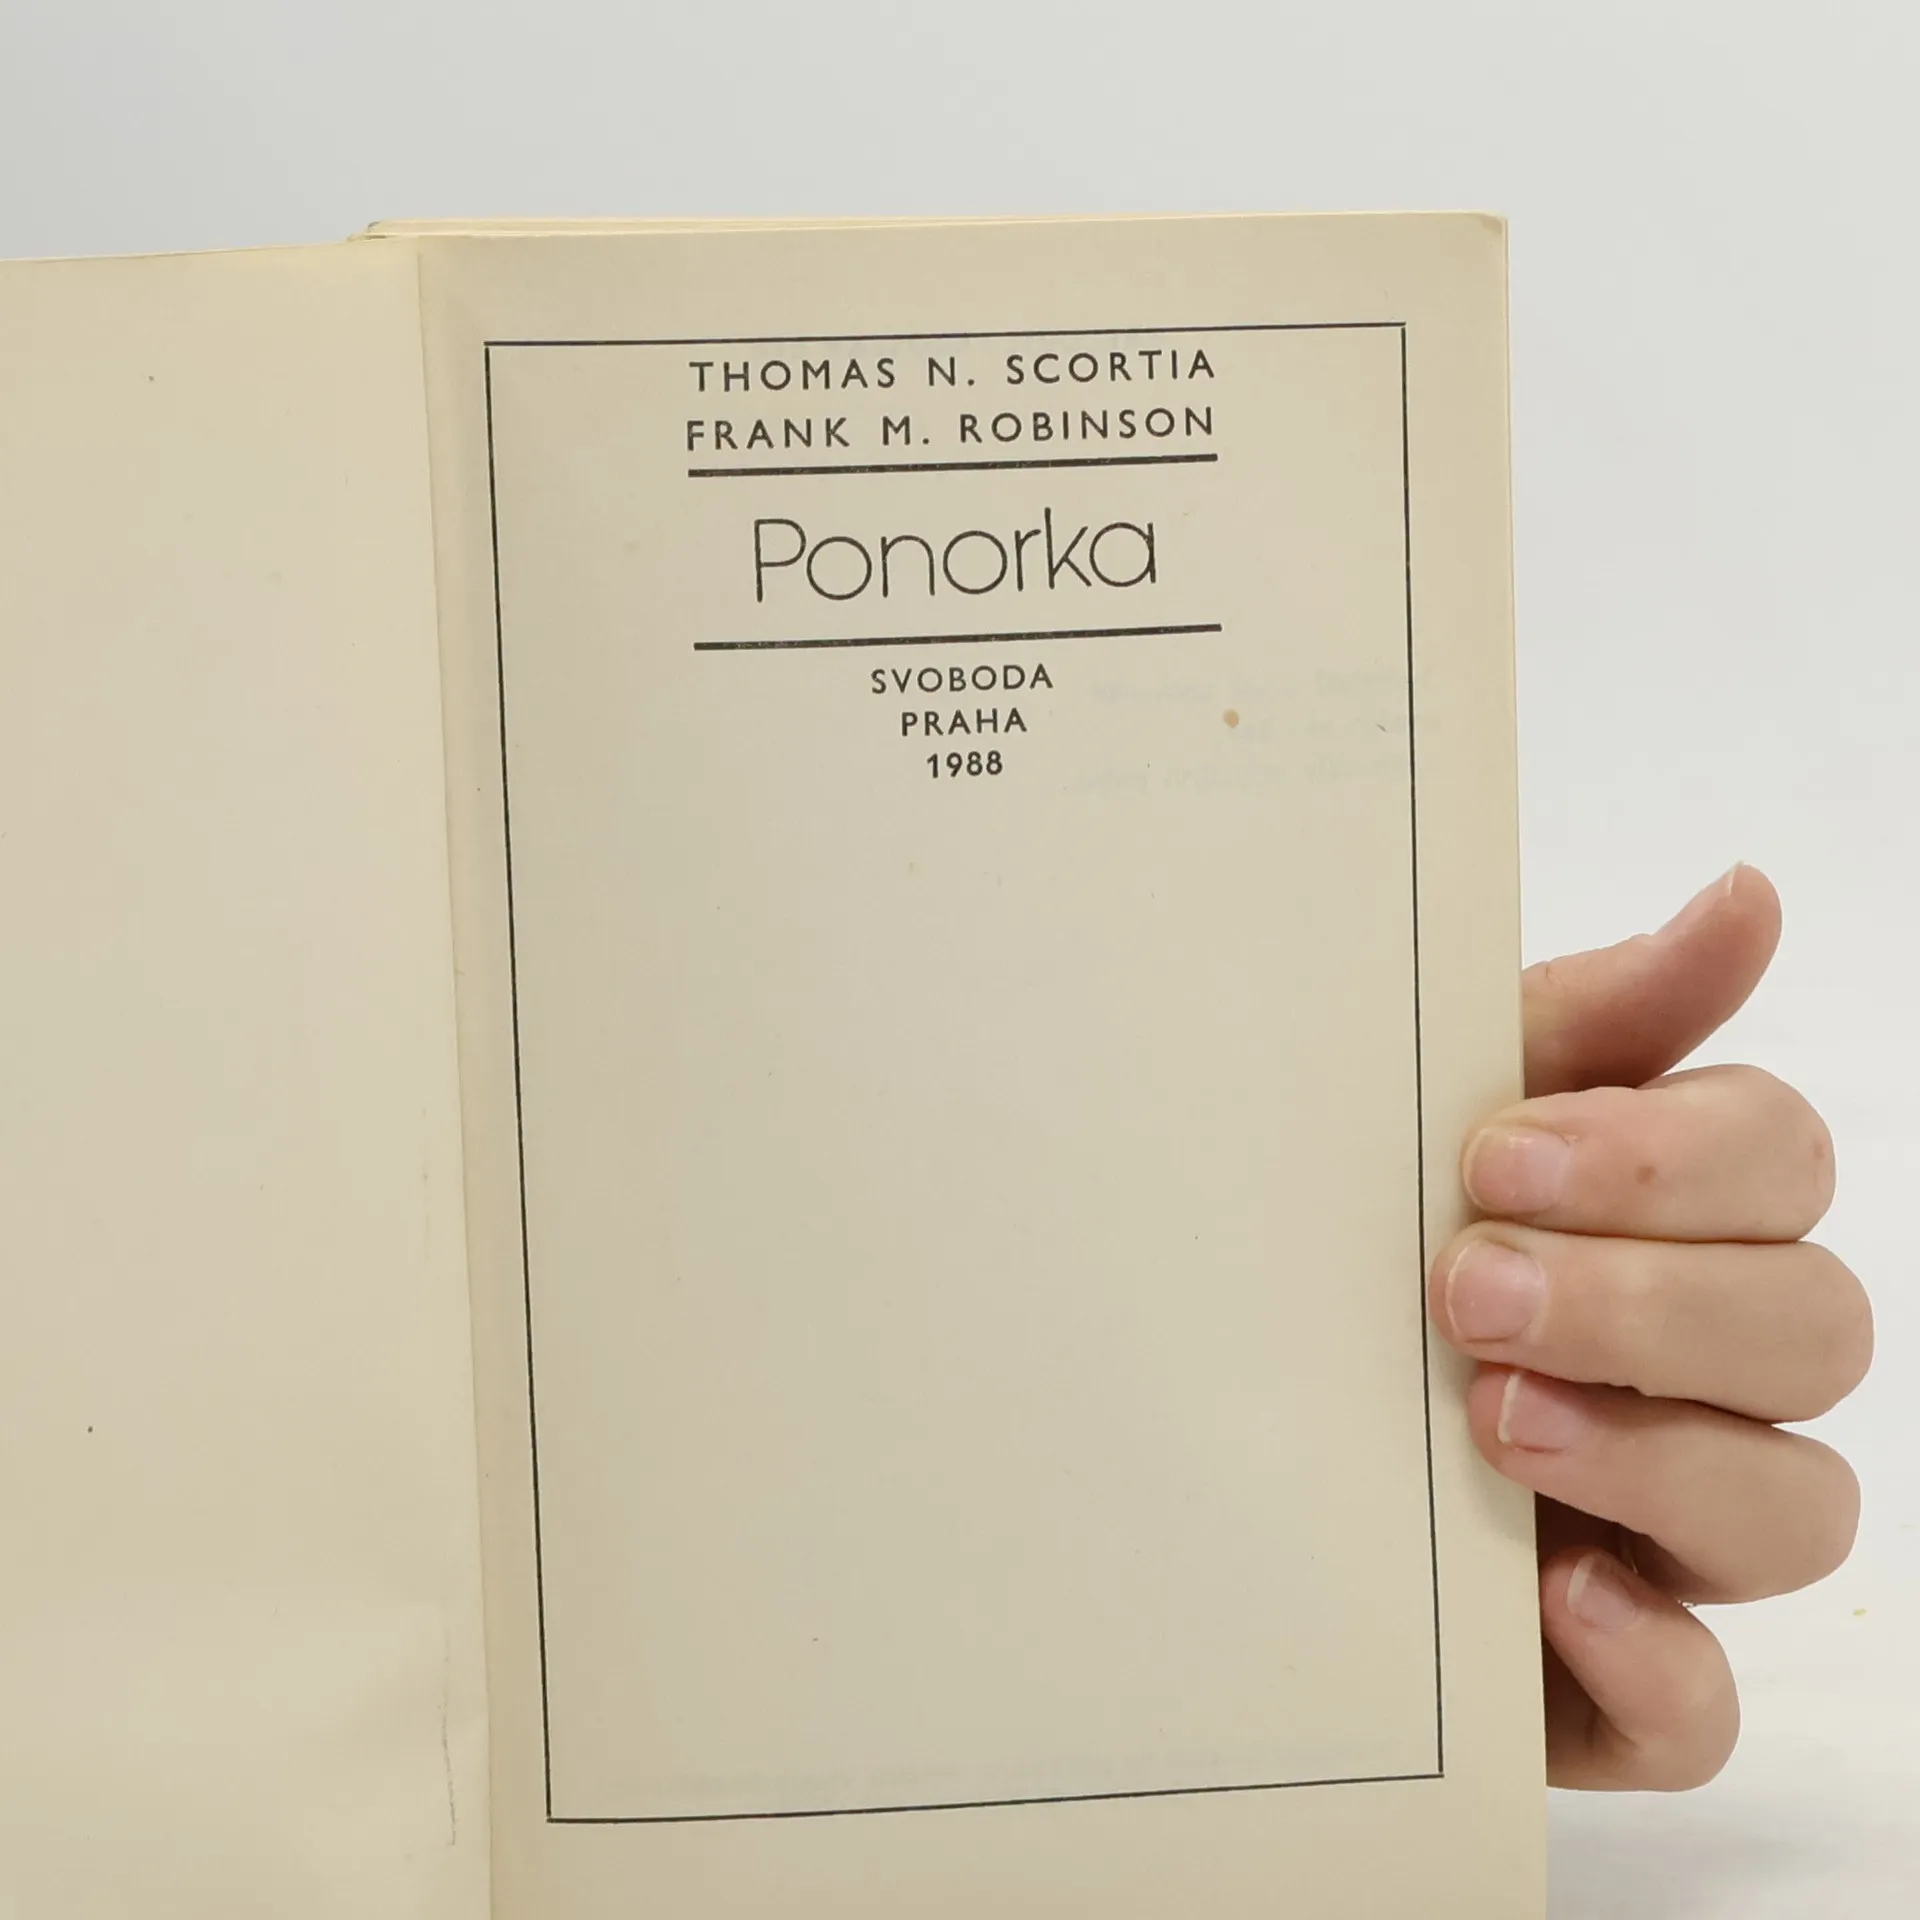 THOMAS N. SCORTIA
FRANK M. ROBINSON
Ponorka
SVOBODA
PRAHA
1988